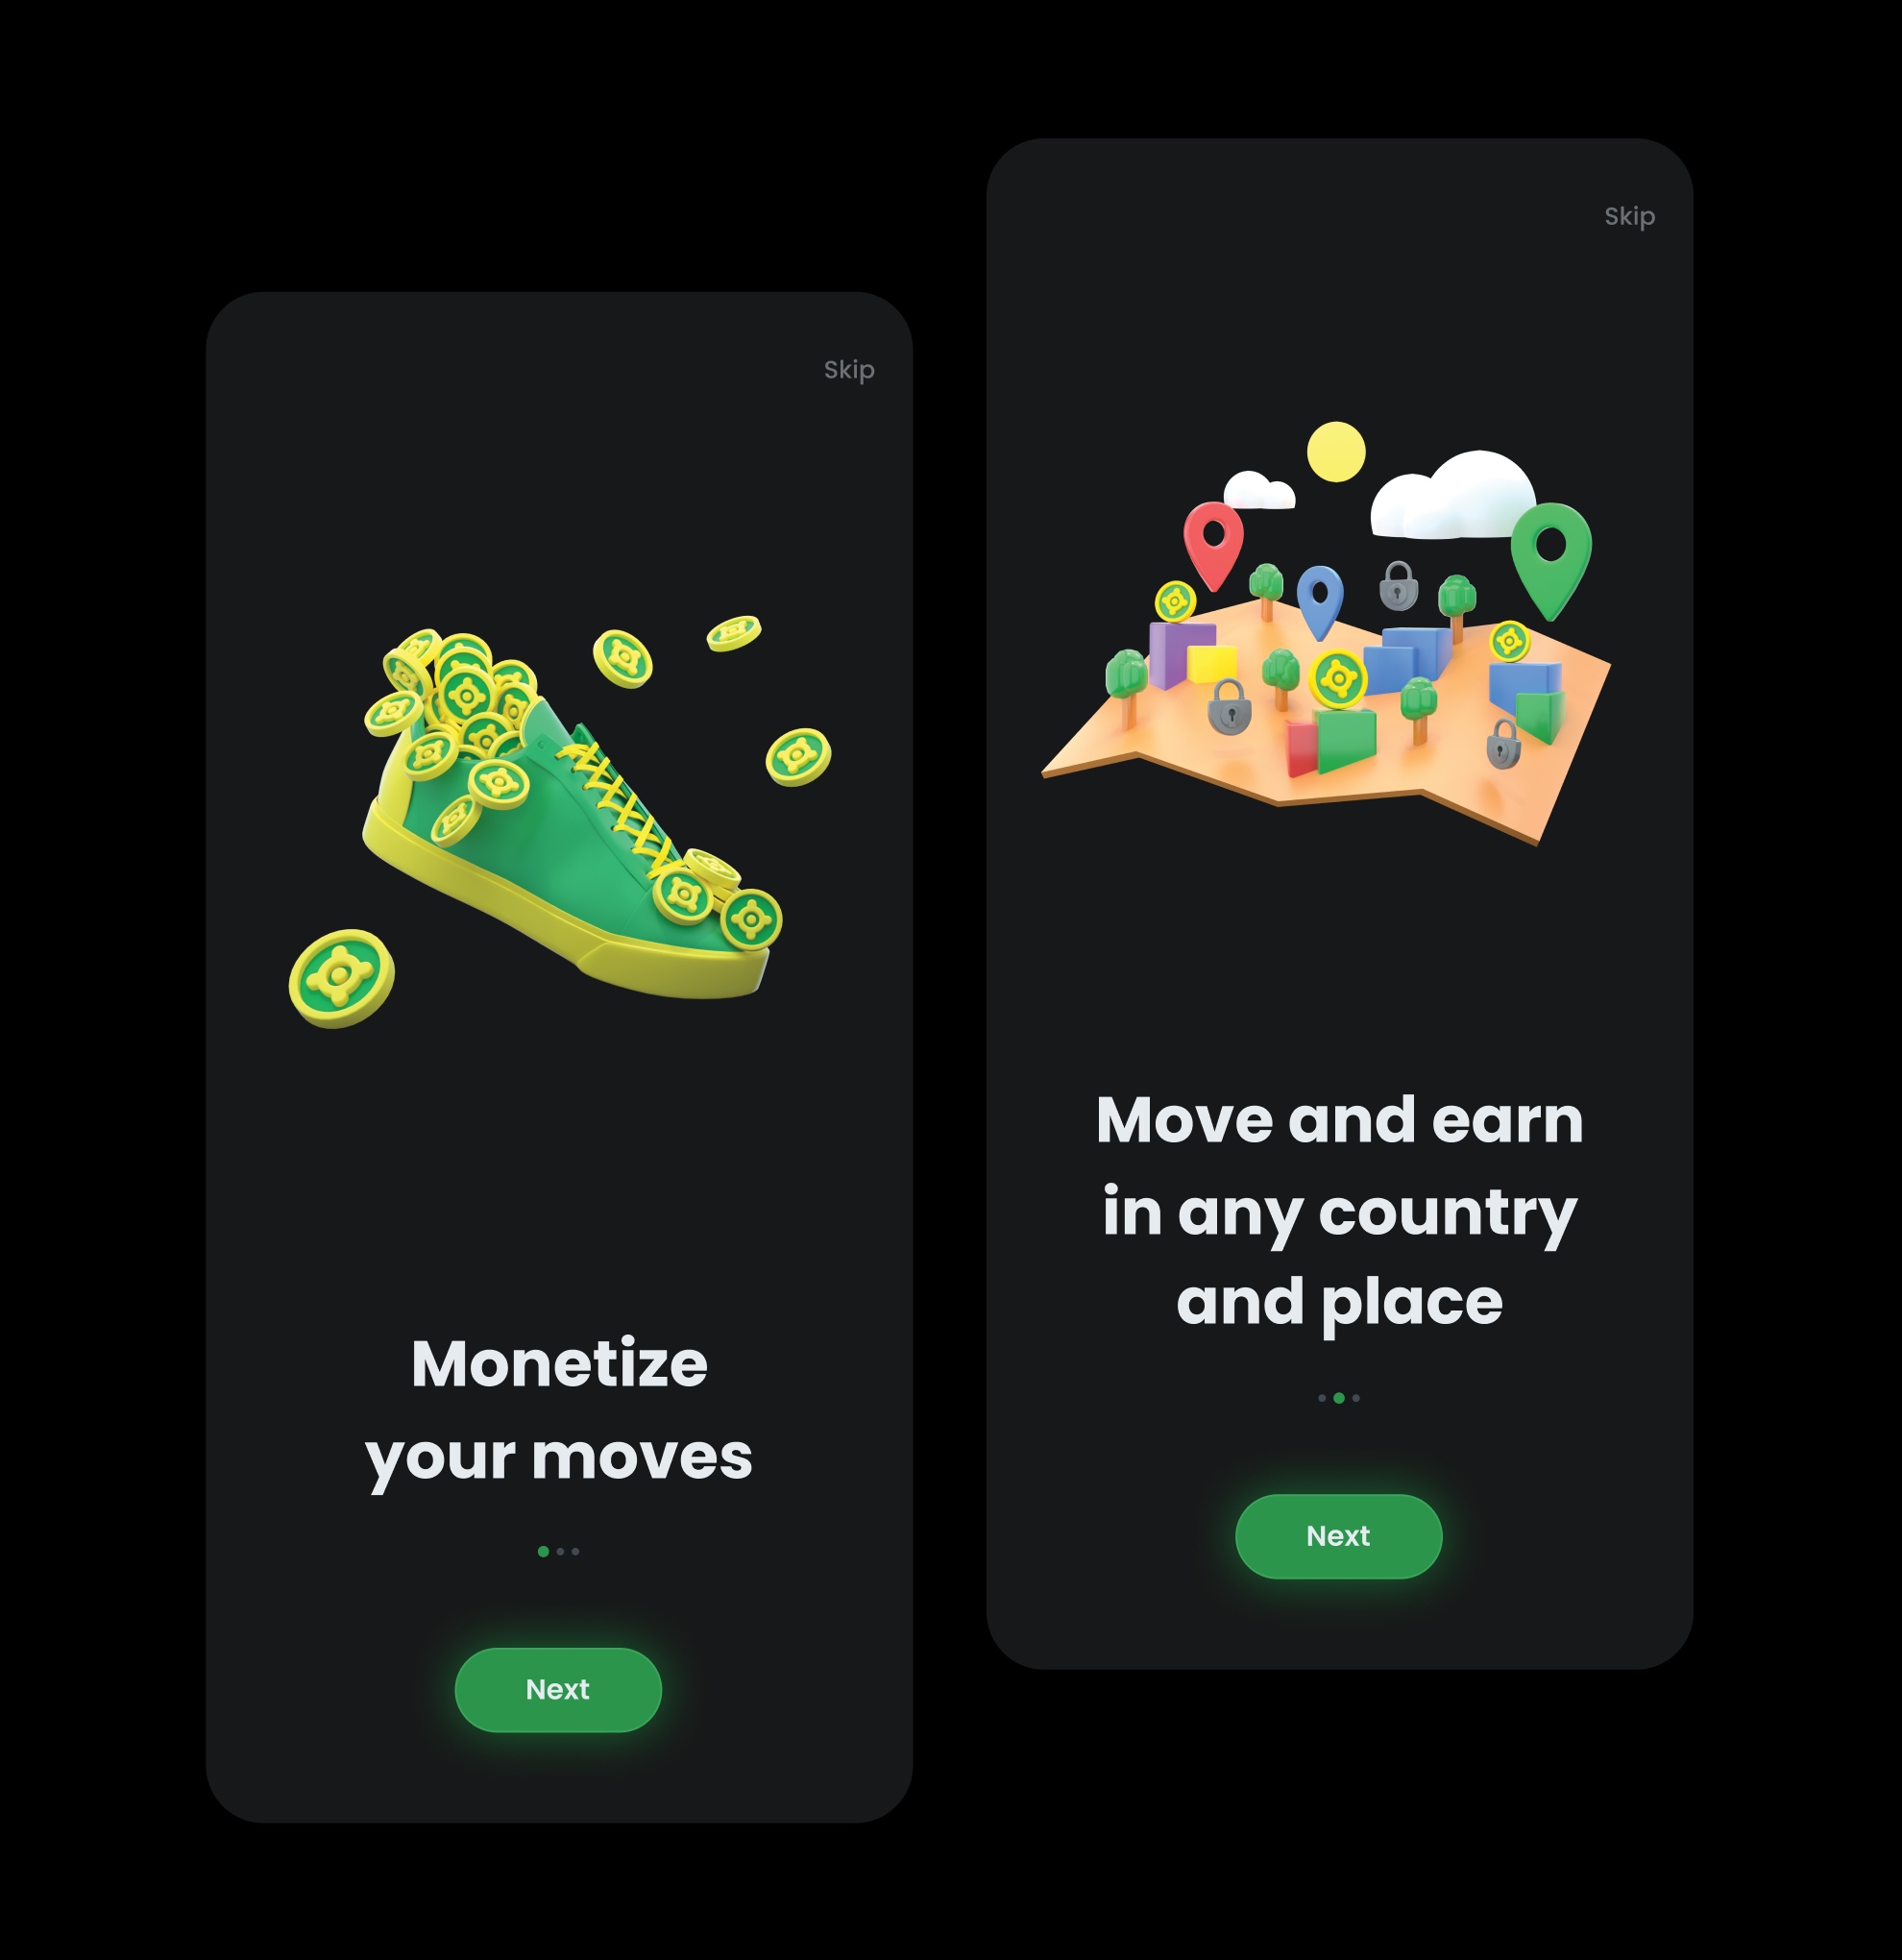 Skip
Monetize
your moves
Next
Skip
Move and earn
in any country
and place
Next